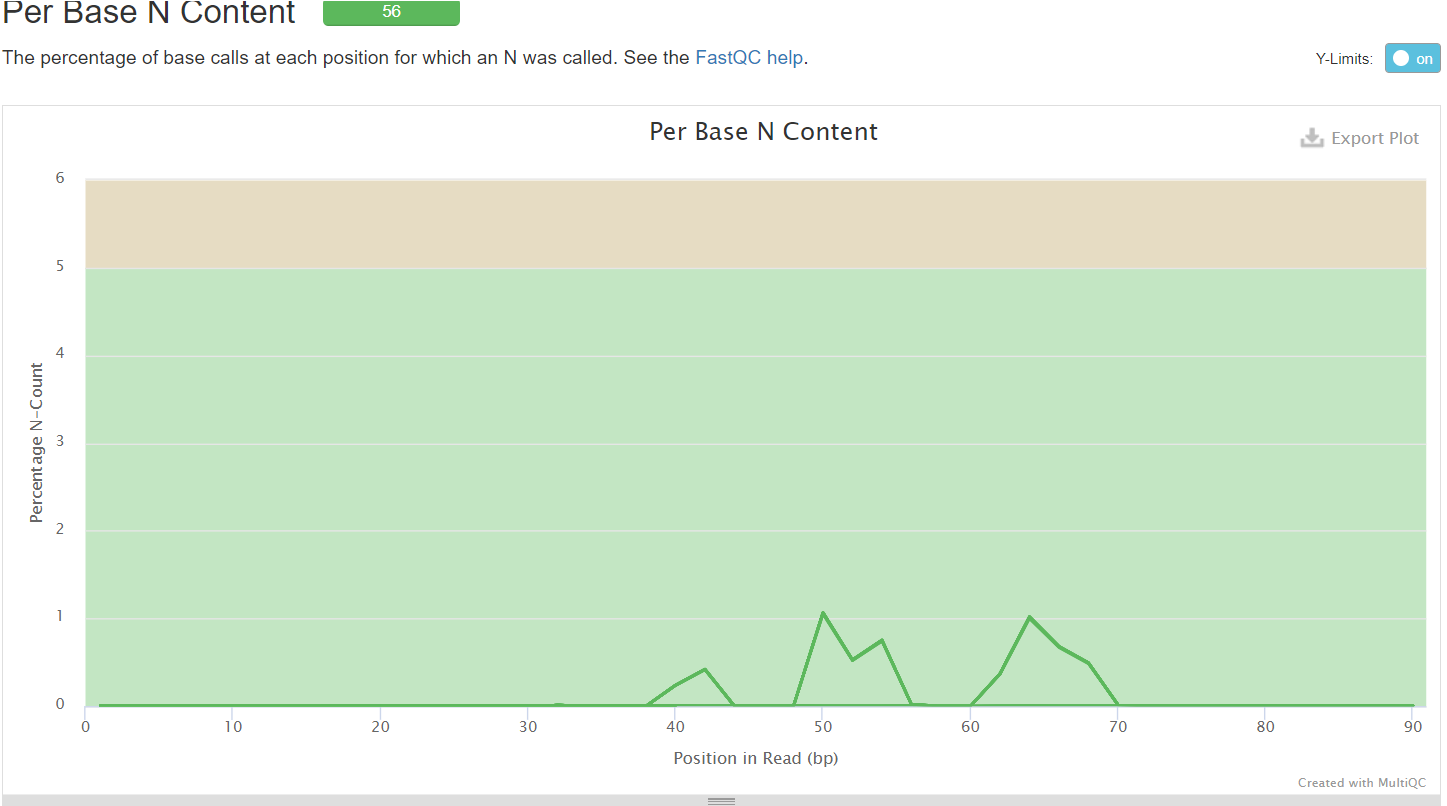 Per Base N Content 56
The percentage of base calls at each position for which an N was called. See the FastQC help.
Y-Limits: on
Per Base N Content
Export Plot
6
5
4
3
2
1
0
Percentage N-Count
0 10 20 30 40 50 60 70 80 90
Position in Read (bp)
Created with MultiQC